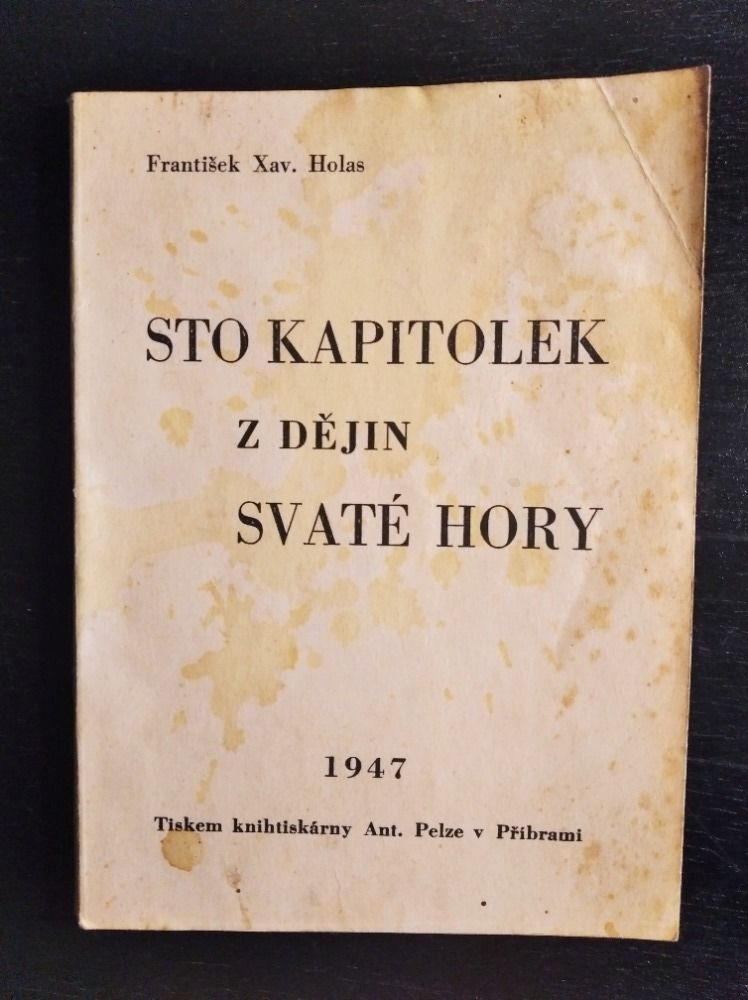 František Xav. Holas
STO KAPITOLEK
Z DĚJIN
SVATÉ HORY
1947
Tiskem knihtiskárny Ant. Pelze v Příbrami